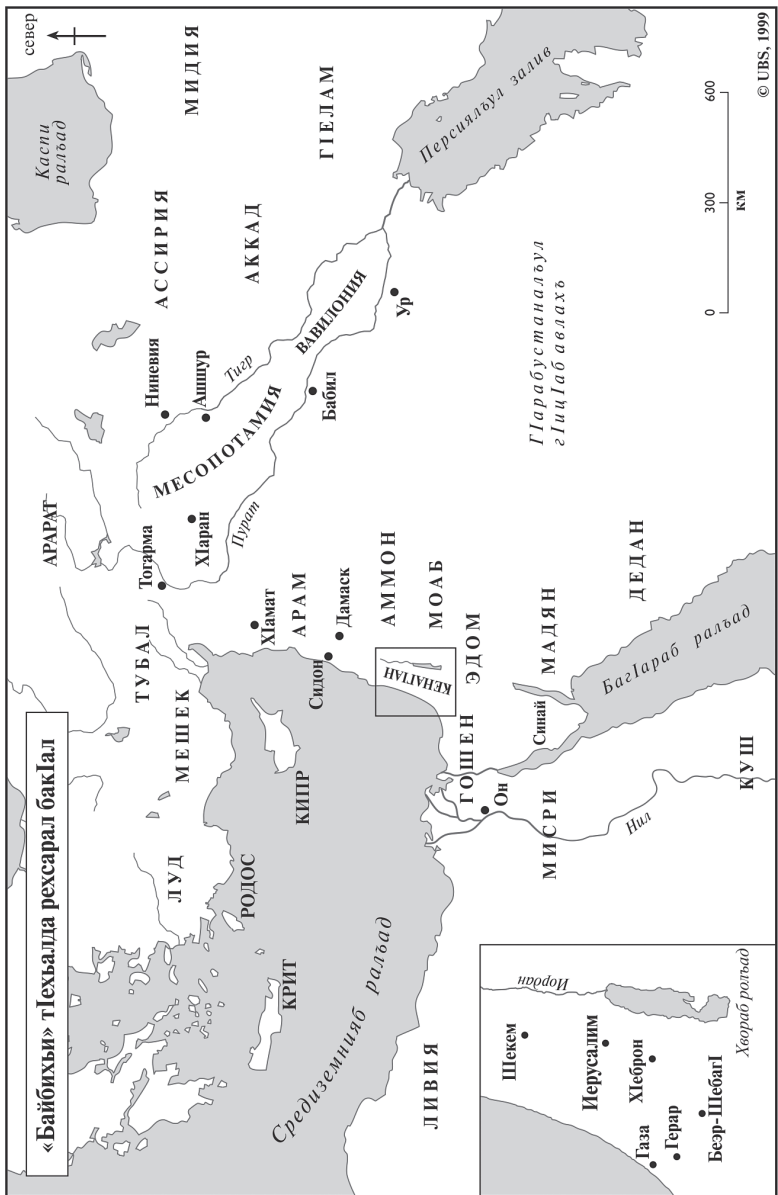 «Байбихьи» тӀехьалда рехсарал бакӀал
север
Каспи
ралъад
МИДИЯ
ГӀЕЛАМ
АССИРИЯ
АККАД
Персиялъул залив
АРАРАТ
Ниневия
Ашшур
Тигр
ВАВИЛОНИЯ
МЕСОПОТАМИЯ
Бабил
Ур
Тогарма
ХӀаран
Пурат
ТУБАЛ
МЕШЕК
ЛУД
ХӀамат
АРАМ
Дамаск
Сидон
АММОН
МОАБ
КЕНАГӀАН
ЭДОМ
МАДЯН
ДЕДАН
ГӀарабустаналъул
гӀицӀаб авлахъ
РОДОС
КИПР
КРИТ
Средиземнияб ралъад
ЛИВИЯ
ГОШЕН
Он
Синай
МИСРИ
Нил
БагӀараб ралъад
КУШ
0
300
600
км
© UBS, 1999
Иордан
Шекем
Иерусалим
ХӀеброн
Газа
Герар
Беэр-ШебагӀ
Хвораб ролъад